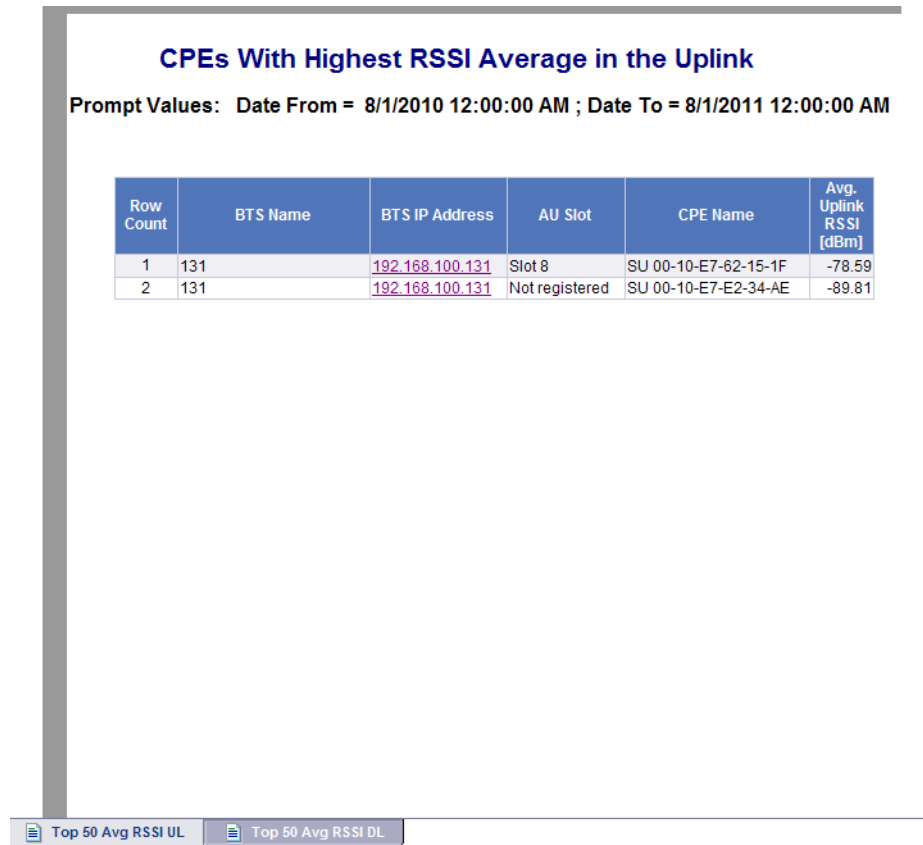 CPEs With Highest RSSI Average in the Uplink
Prompt Values: Date From = 8/1/2010 12:00:00 AM ; Date To = 8/1/2011 12:00:00 AM
Row Count BTS Name BTS IP Address AU Slot CPE Name Avg. Uplink RSSI [dBm]
1 131 192.168.100.131 Slot 8 SU 00-10-E7-62-15-1F -78.59
2 131 192.168.100.131 Not registered SU 00-10-E7-E2-34-AE -89.81
Top 50 Avg RSSI UL Top 50 Avg RSSI DL